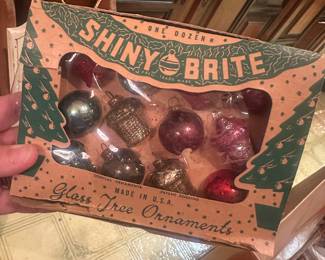 ONE DOZEN
SHINY BRITE
MADE IN U.S.A.
Glass Tree Ornaments